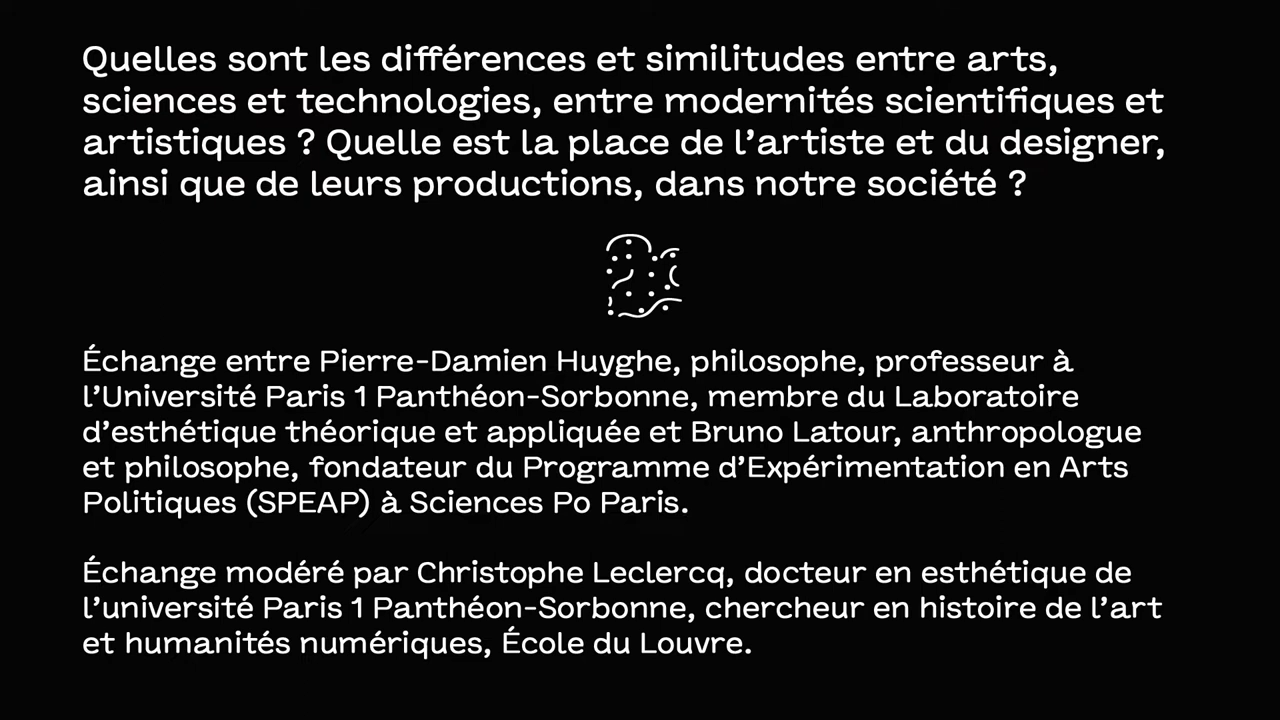 Quelles sont les différences et similitudes entre arts,
sciences et technologies, entre modernités scientifiques et
artistiques ? Quelle est la place de l’artiste et du designer,
ainsi que de leurs productions, dans notre société ?
Échange entre Pierre-Damien Huyghe, philosophe, professeur à
l’Université Paris 1 Panthéon-Sorbonne, membre du Laboratoire
d’esthétique théorique et appliquée et Bruno Latour, anthropologue
et philosophe, fondateur du Programme d’Expérimentation en Arts
Politiques (SPEAP) à Sciences Po Paris.
Échange modéré par Christophe Leclercq, docteur en esthétique de
l’université Paris 1 Panthéon-Sorbonne, chercheur en histoire de l’art
et humanités numériques, École du Louvre.